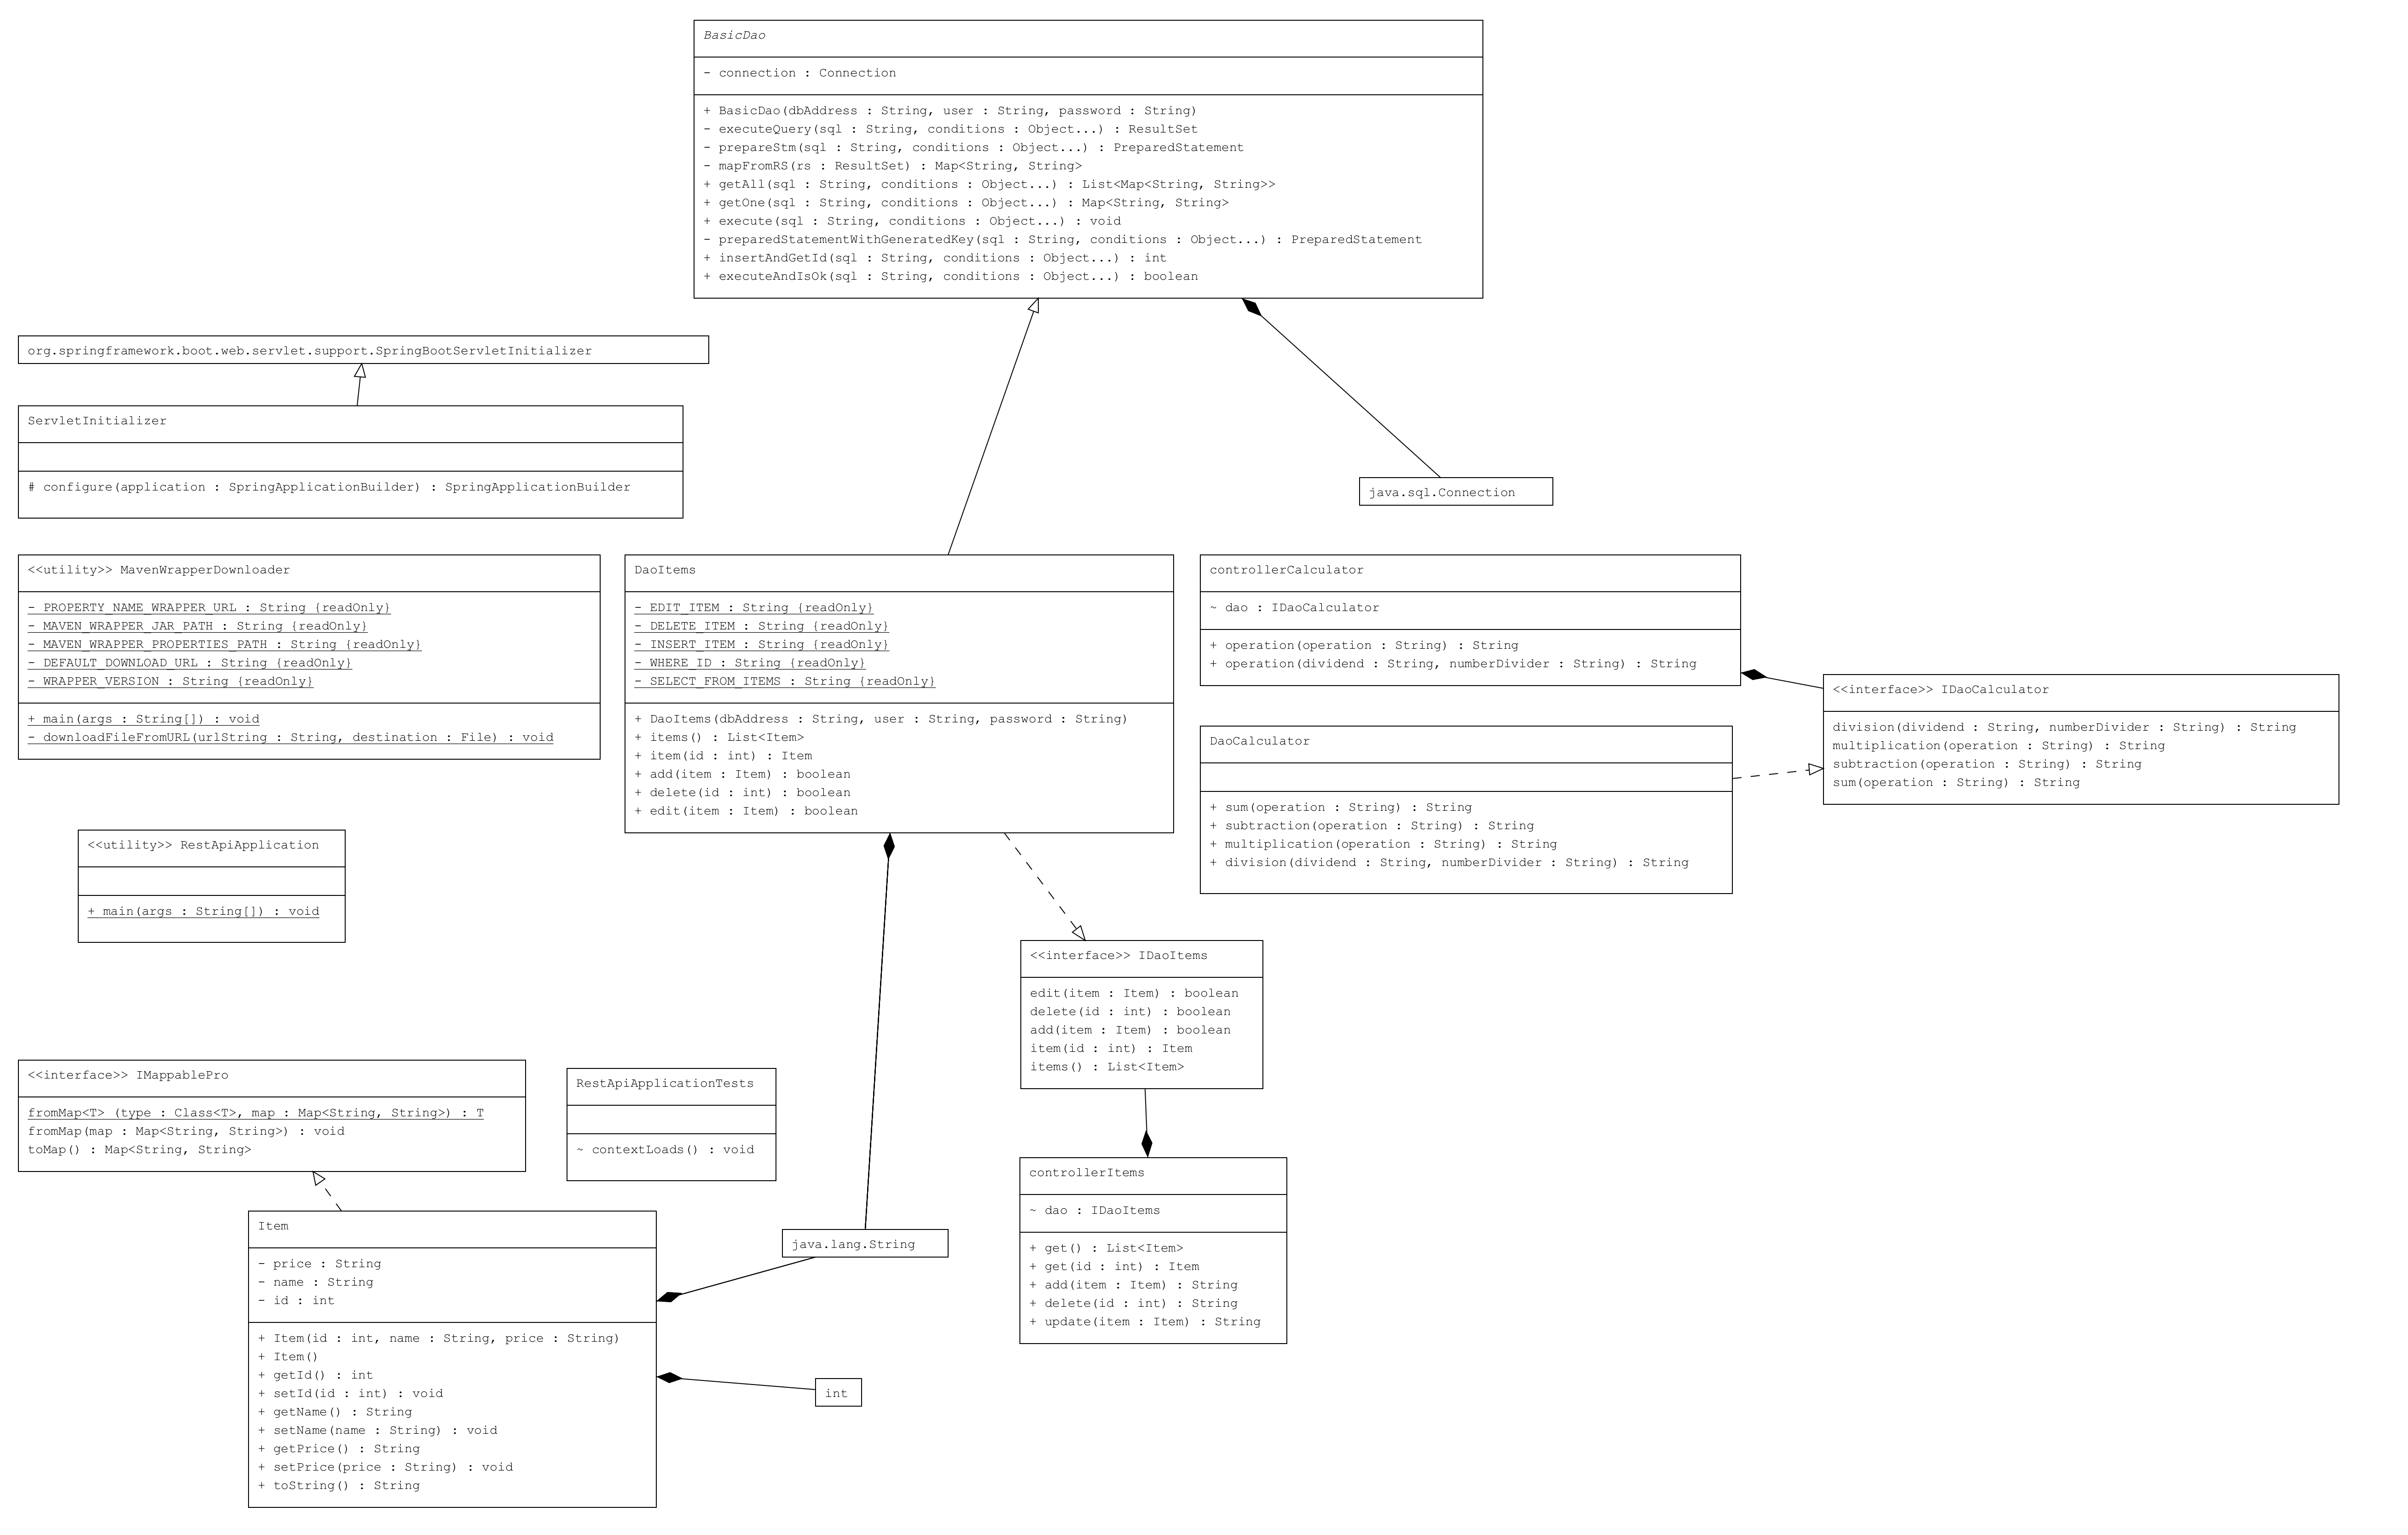 BasicDao
- connection : Connection
+ BasicDao(dbAddress : String, user : String, password : String)
- executeQuery(sql : String, conditions : Object...) : ResultSet
- prepareStm(sql : String, conditions : Object...) : PreparedStatement
- mapFromRS(rs : ResultSet) : Map<String, String>
+ getAll(sql : String, conditions : Object...) : List<Map<String, String>>
+ getOne(sql : String, conditions : Object...) : Map<String, String>
+ execute(sql : String, conditions : Object...) : void
- preparedStatementWithGeneratedKey(sql : String, conditions : Object...) : PreparedStatement
+ insertAndGetId(sql : String, conditions : Object...) : int
+ executeAndIsOk(sql : String, conditions : Object...) : boolean
org.springframework.boot.web.servlet.support.SpringBootServletInitializer
ServletInitializer
# configure(application : SpringApplicationBuilder) : SpringApplicationBuilder
java.sql.Connection
<<utility>> MavenWrapperDownloader
- PROPERTY_NAME_WRAPPER_URL : String {readOnly}
- MAVEN_WRAPPER_JAR_PATH : String {readOnly}
- MAVEN_WRAPPER_PROPERTIES_PATH : String {readOnly}
- DEFAULT_DOWNLOAD_URL : String {readOnly}
- WRAPPER_VERSION : String {readOnly}
+ main(args : String[]) : void
- downloadFileFromURL(urlString : String, destination : File) : void
DaoItems
- EDIT_ITEM : String {readOnly}
- DELETE_ITEM : String {readOnly}
- INSERT_ITEM : String {readOnly}
- WHERE_ID : String {readOnly}
- SELECT_FROM_ITEMS : String {readOnly}
+ DaoItems(dbAddress : String, user : String, password : String)
+ items() : List<Item>
+ item(id : int) : Item
+ add(item : Item) : boolean
+ delete(id : int) : boolean
+ edit(item : Item) : boolean
controllerCalculator
~ dao : IDaoCalculator
+ operation(operation : String) : String
+ operation(dividend : String, numberDivider : String) : String
<<interface>> IDaoCalculator
division(dividend : String, numberDivider : String) : String
multiplication(operation : String) : String
subtraction(operation : String) : String
sum(operation : String) : String
DaoCalculator
+ sum(operation : String) : String
+ subtraction(operation : String) : String
+ multiplication(operation : String) : String
+ division(dividend : String, numberDivider : String) : String
<<utility>> RestApiApplication
+ main(args : String[]) : void
<<interface>> IDaoItems
edit(item : Item) : boolean
delete(id : int) : boolean
add(item : Item) : boolean
item(id : int) : Item
items() : List<Item>
<<interface>> IMappablePro
fromMap<T> (type : Class<T>, map : Map<String, String>) : T
fromMap(map : Map<String, String>) : void
toMap() : Map<String, String>
RestApiApplicationTests
~ contextLoads() : void
controllerItems
~ dao : IDaoItems
+ get() : List<Item>
+ get(id : int) : Item
+ add(item : Item) : String
+ delete(id : int) : String
+ update(item : Item) : String
Item
- price : String
- name : String
- id : int
+ Item(id : int, name : String, price : String)
+ Item()
+ getId() : int
+ setId(id : int) : void
+ getName() : String
+ setName(name : String) : void
+ getPrice() : String
+ setPrice(price : String) : void
+ toString() : String
java.lang.String
int